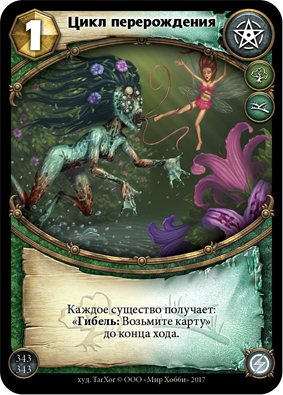 Цикл перерождения
1
Каждое существо получает:
«Гибель: Возьмите карту»
до конца хода.
343
343
худ. TarXor © ООО «Мир Хобби» 2017